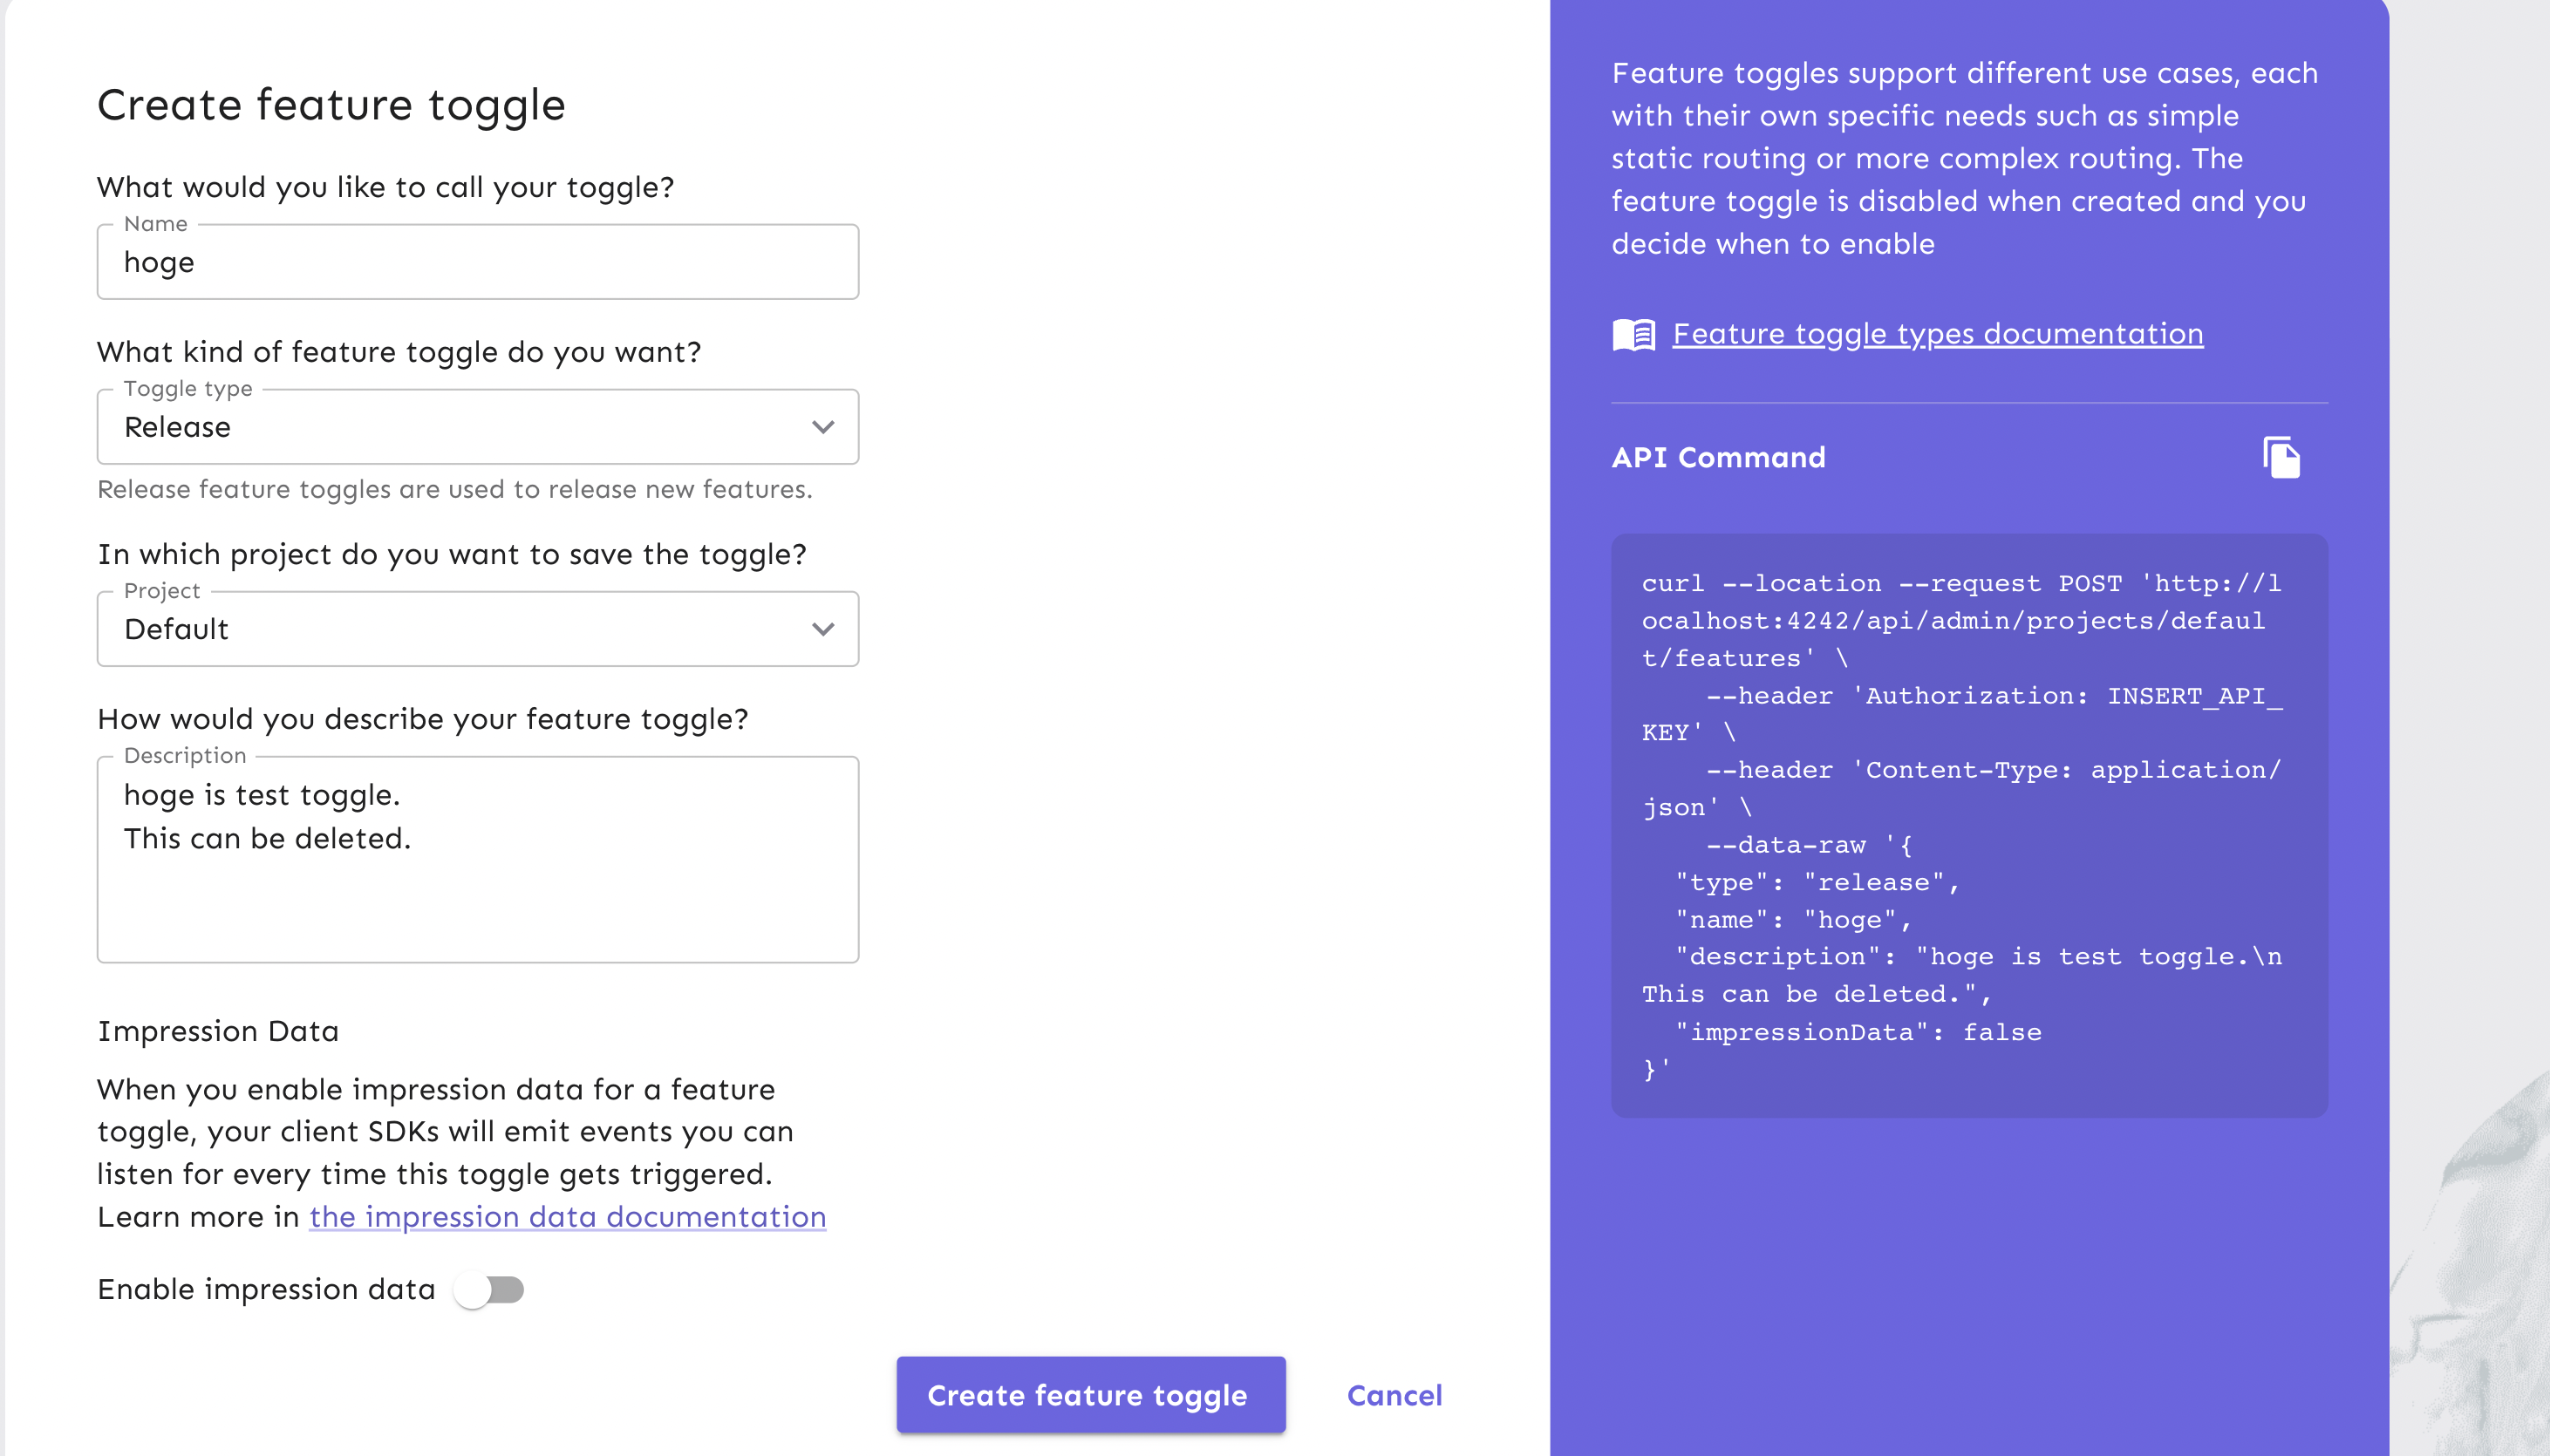 Create feature toggle
What would you like to call your toggle?
Name
hoge
What kind of feature toggle do you want?
Toggle type
Release
Release feature toggles are used to release new features.
In which project do you want to save the toggle?
Project
Default
How would you describe your feature toggle?
Description
hoge is test toggle.
This can be deleted.
Impression Data
When you enable impression data for a feature
toggle, your client SDKs will emit events you can
listen for every time this toggle gets triggered.
Learn more in the impression data documentation
Enable impression data
Create feature toggle
Cancel
Feature toggles support different use cases, each
with their own specific needs such as simple
static routing or more complex routing. The
feature toggle is disabled when created and you
decide when to enable
Feature toggle types documentation
API Command
curl --location --request POST 'http://l
ocalhost:4242/api/admin/projects/defaul
t/features' \
    --header 'Authorization: INSERT_API_
KEY' \
    --header 'Content-Type: application/
json' \
    --data-raw '{
  "type": "release",
  "name": "hoge",
  "description": "hoge is test toggle.\n
This can be deleted.",
  "impressionData": false
}'